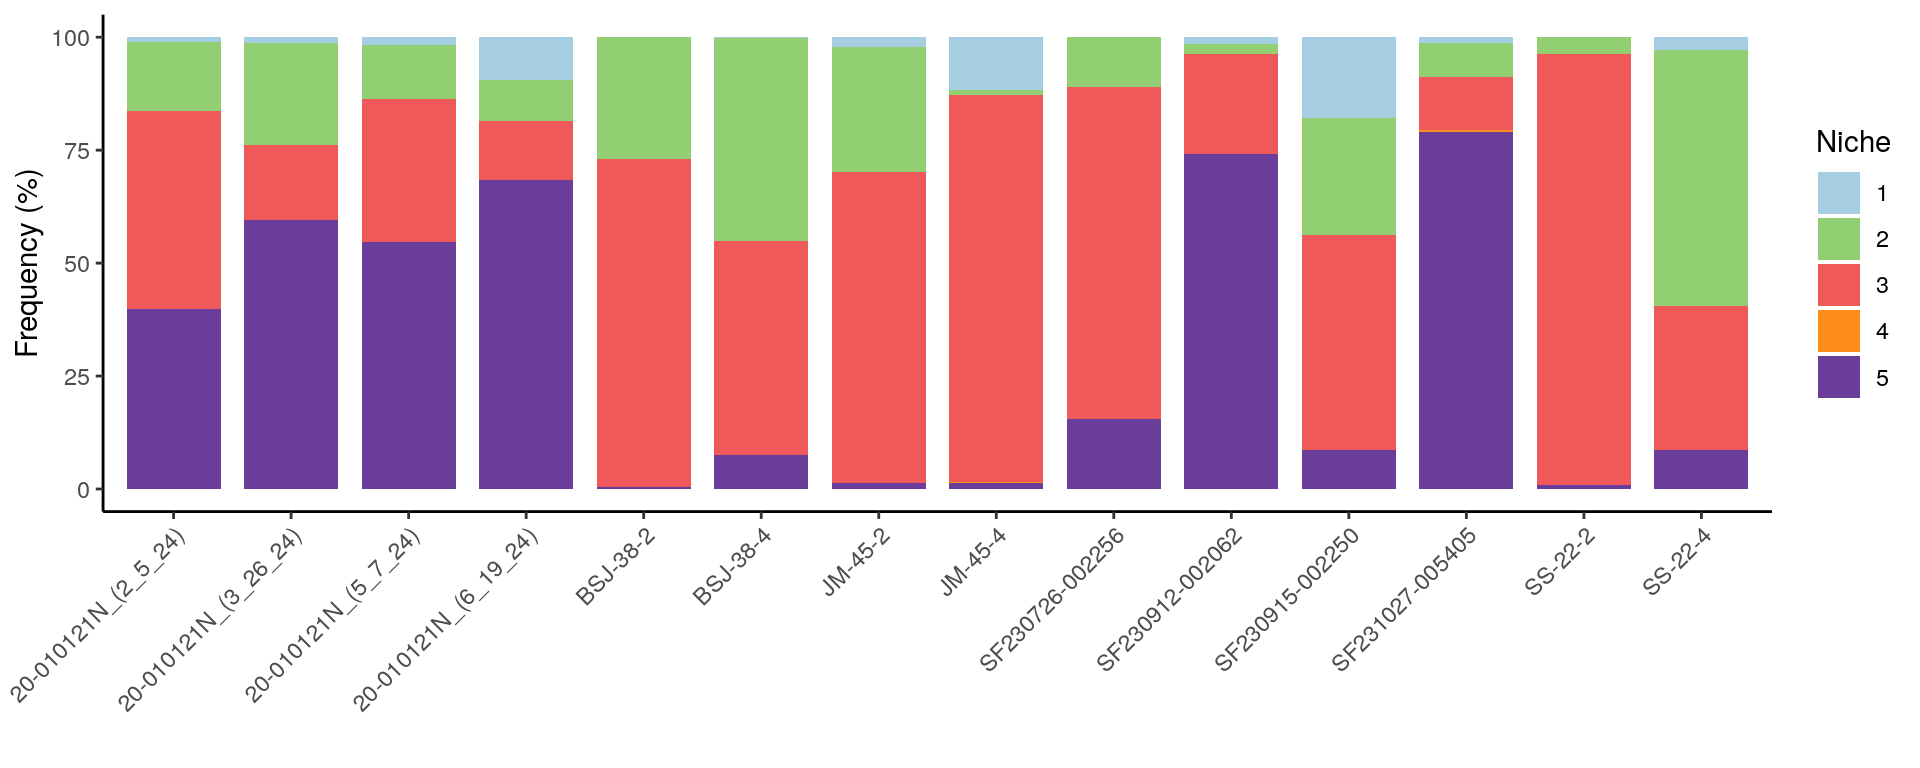 Frequency (%)
100
75
50
25
0
20-010121N_(2_5_24)
20-010121N_(3_26_24)
20-010121N_(5_7_24)
20-010121N_(6_19_24)
BSJ-38-2
BSJ-38-4
JM-45-2
JM-45-4
SF230726-002256
SF230912-002062
SF230915-002250
SF231027-005405
SS-22-2
SS-22-4
Niche
1
2
3
4
5